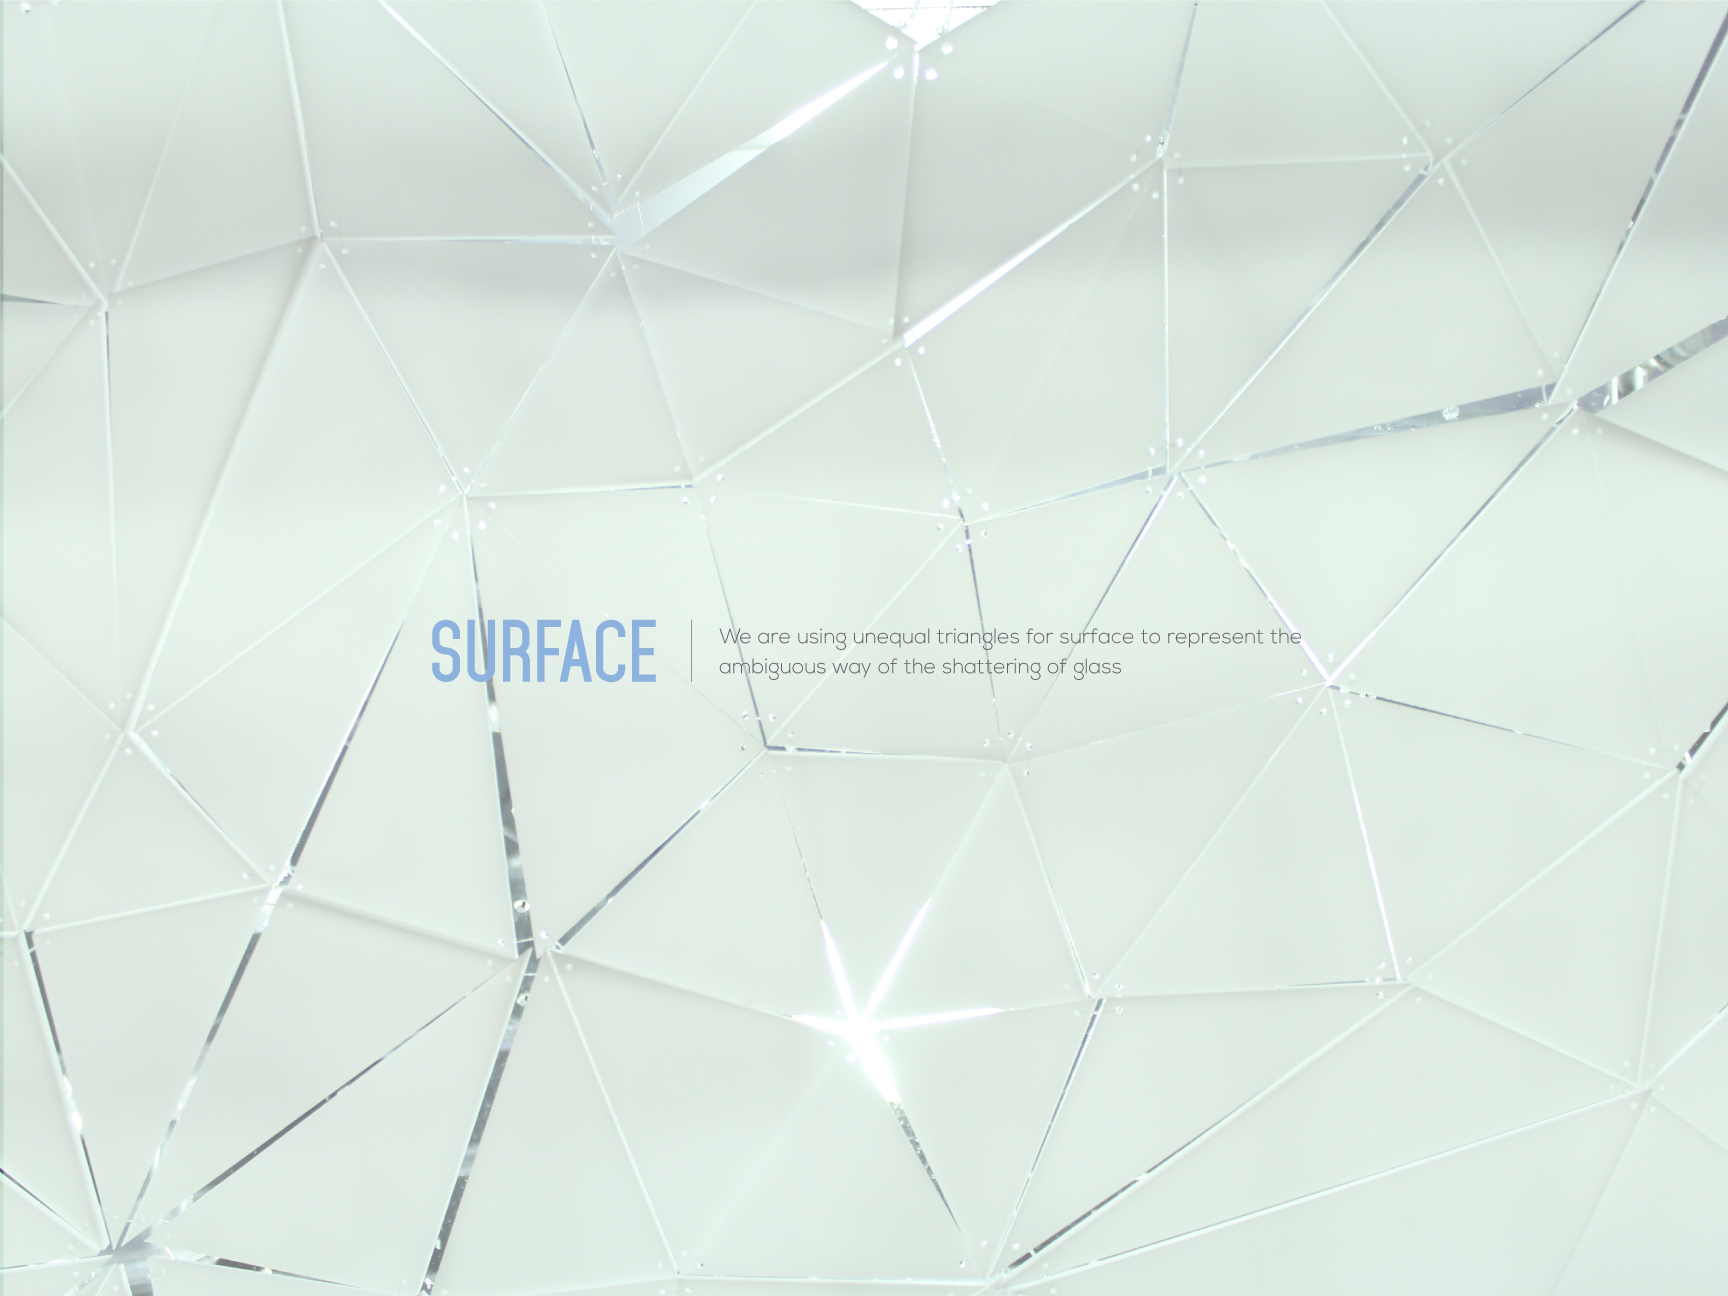 SURFACE
We are using unequal triangles for surface to represent the
ambiguous way of the shattering of glass